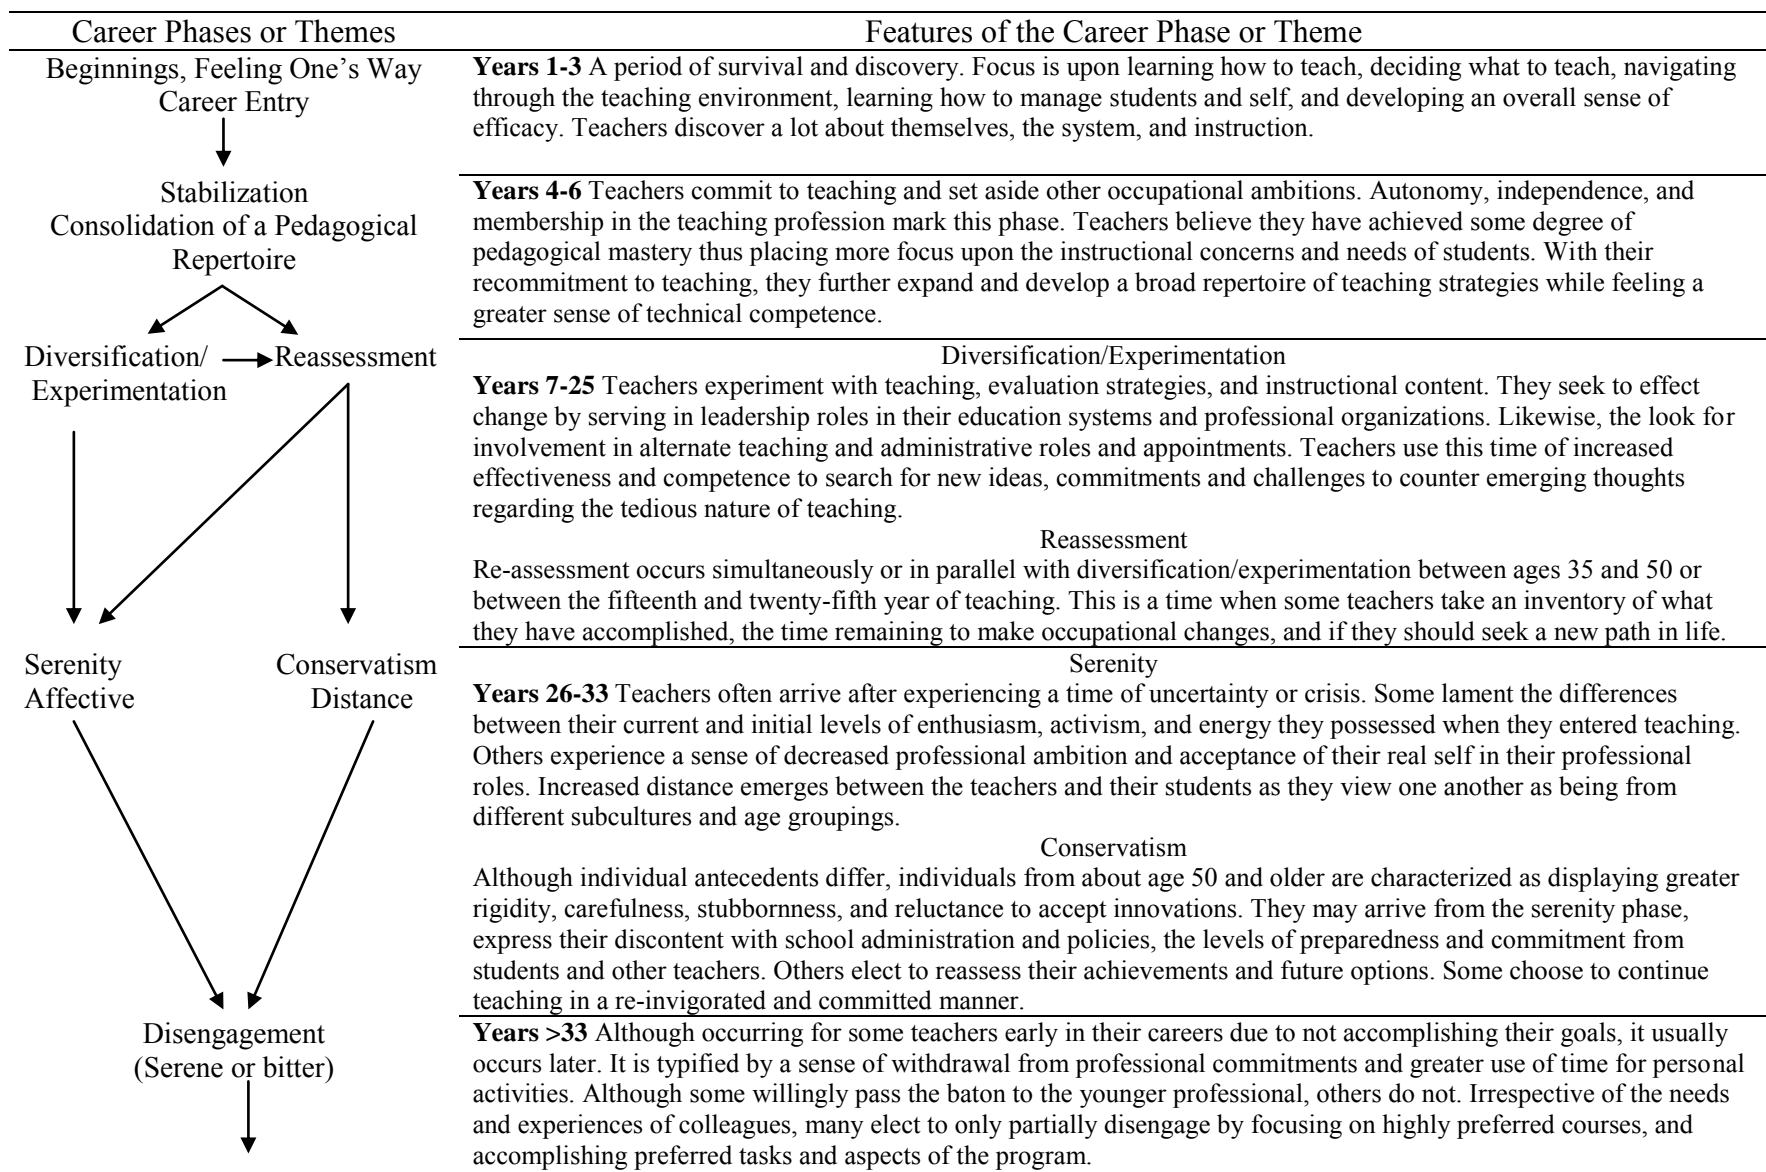 Career Phases or Themes
Features of the Career Phase or Theme
Beginnings, Feeling One's Way
Career Entry
Years 1-3 A period of survival and discovery. Focus is upon learning how to teach, deciding what to teach, navigating
through the teaching environment, learning how to manage students and self, and developing an overall sense of
efficacy. Teachers discover a lot about themselves, the system, and instruction.
Stabilization
Consolidation of a Pedagogical
Repertoire
Years 4-6 Teachers commit to teaching and set aside other occupational ambitions. Autonomy, independence, and
membership in the teaching profession mark this phase. Teachers believe they have achieved some degree of
pedagogical mastery thus placing more focus upon the instructional concerns and needs of students. With their
recommitment to teaching, they further expand and develop a broad repertoire of teaching strategies while feeling a
greater sense of technical competence.
Diversification/
Experimentation
Reassessment
Diversification/Experimentation
Years 7-25 Teachers experiment with teaching, evaluation strategies, and instructional content. They seek to effect
change by serving in leadership roles in their education systems and professional organizations. Likewise, the look for
involvement in alternate teaching and administrative roles and appointments. Teachers use this time of increased
effectiveness and competence to search for new ideas, commitments and challenges to counter emerging thoughts
regarding the tedious nature of teaching.
Reassessment
Re-assessment occurs simultaneously or in parallel with diversification/experimentation between ages 35 and 50 or
between the fifteenth and twenty-fifth year of teaching. This is a time when some teachers take an inventory of what
they have accomplished, the time remaining to make occupational changes, and if they should seek a new path in life.
Serenity
Affective
Conservatism
Distance
Serenity
Years 26-33 Teachers often arrive after experiencing a time of uncertainty or crisis. Some lament the differences
between their current and initial levels of enthusiasm, activism, and energy they possessed when they entered teaching.
Others experience a sense of decreased professional ambition and acceptance of their real self in their professional
roles. Increased distance emerges between the teachers and their students as they view one another as being from
different subcultures and age groupings.
Conservatism
Although individual antecedents differ, individuals from about age 50 and older are characterized as displaying greater
rigidity, carefulness, stubbornness, and reluctance to accept innovations. They may arrive from the serenity phase,
express their discontent with school administration and policies, the levels of preparedness and commitment from
students and other teachers. Others elect to reassess their achievements and future options. Some choose to continue
teaching in a re-invigorated and committed manner.
Disengagement
(Serene or bitter)
Years >33 Although occurring for some teachers early in their careers due to not accomplishing their goals, it usually
occurs later. It is typified by a sense of withdrawal from professional commitments and greater use of time for personal
activities. Although some willingly pass the baton to the younger professional, others do not. Irrespective of the needs
and experiences of colleagues, many elect to only partially disengage by focusing on highly preferred courses, and
accomplishing preferred tasks and aspects of the program.